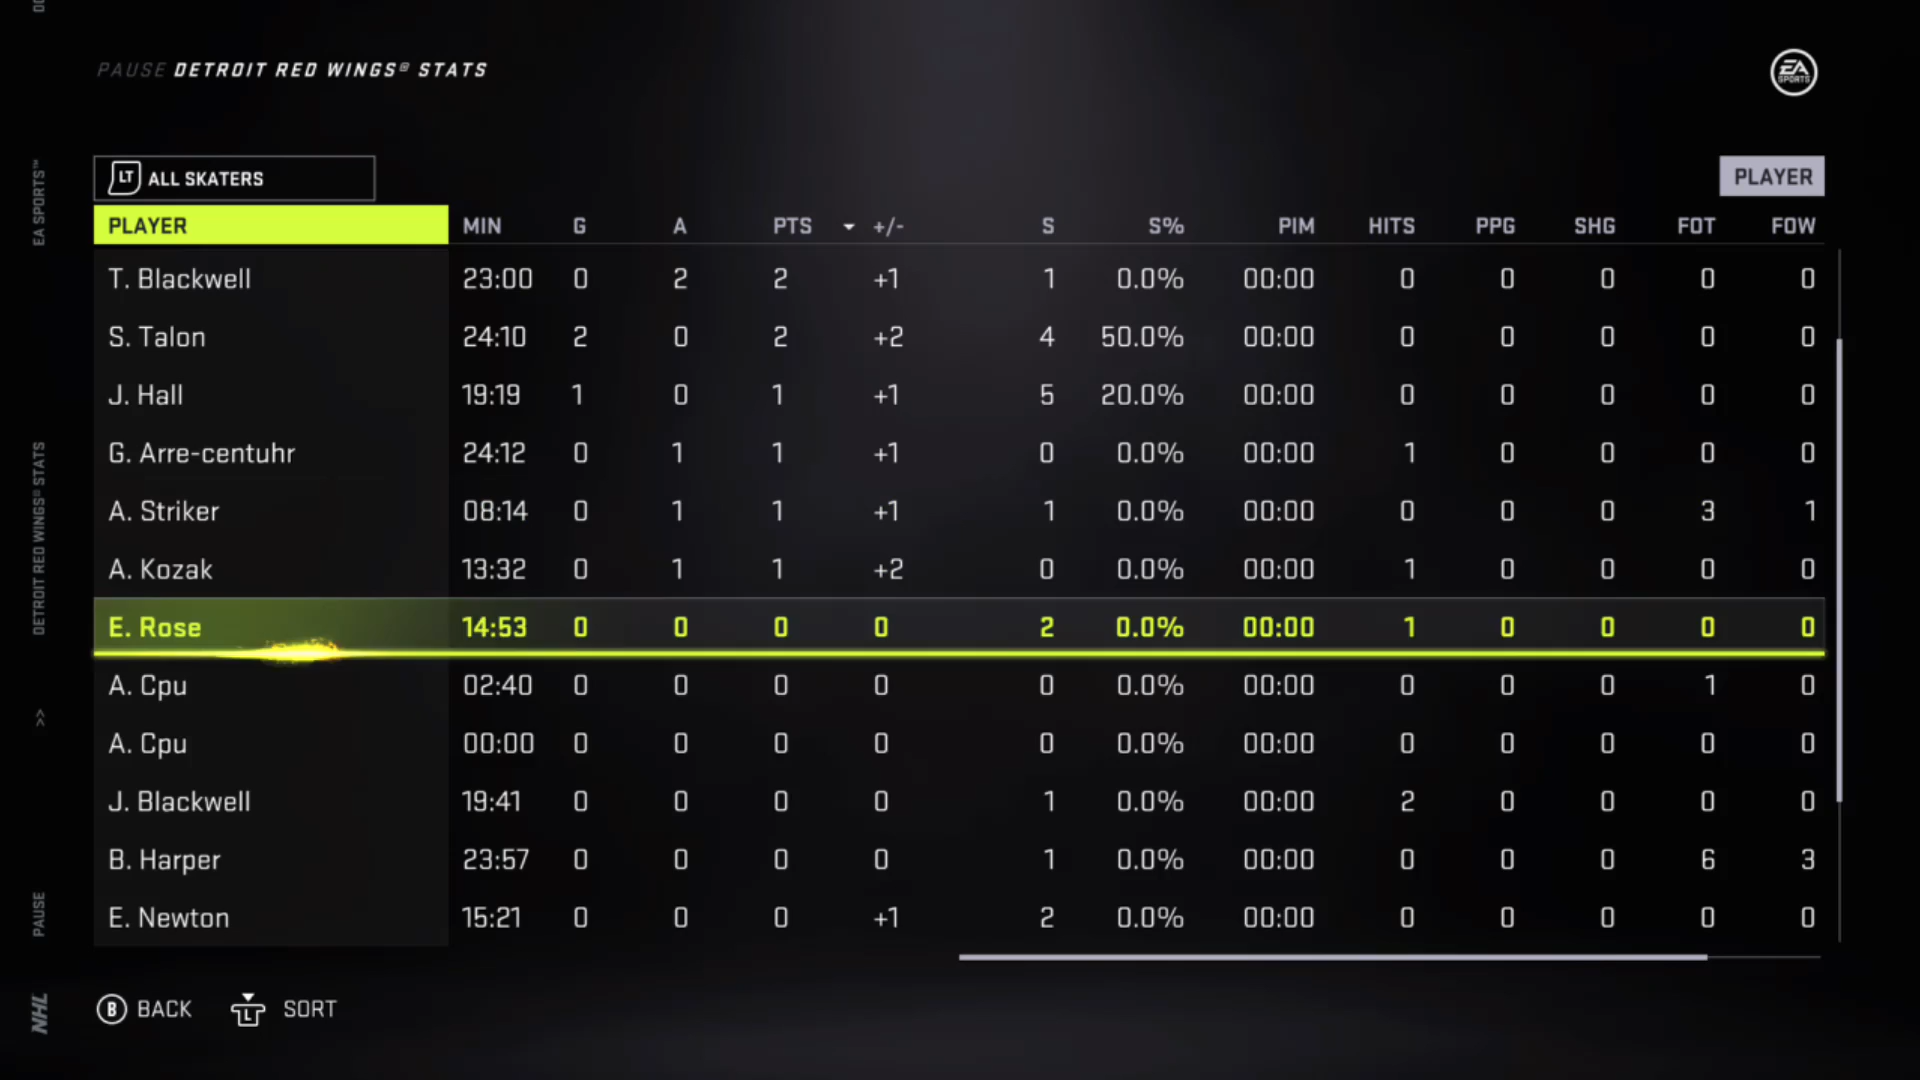 PAUSE DETROIT RED WINGS® STATS
EA SPORTS
LT ALL SKATERS
PLAYER
PLAYER MIN G A PTS +/- S S% PIM HITS PPG SHG FOT FOW
T. Blackwell 23:00 0 2 2 +1 1 0.0% 00:00 0 0 0 0 0
S. Talon 24:10 2 0 2 +2 4 50.0% 00:00 0 0 0 0 0
J. Hall 19:19 1 0 1 +1 5 20.0% 00:00 0 0 0 0 0
G. Arre-centuhr 24:12 0 1 1 +1 0 0.0% 00:00 1 0 0 0 0
A. Striker 08:14 0 1 1 +1 1 0.0% 00:00 0 0 0 3 1
A. Kozak 13:32 0 1 1 +2 0 0.0% 00:00 1 0 0 0 0
E. Rose 14:53 0 0 0 0 2 0.0% 00:00 1 0 0 0 0
A. Cpu 02:40 0 0 0 0 0 0.0% 00:00 0 0 0 1 0
A. Cpu 00:00 0 0 0 0 0 0.0% 00:00 0 0 0 0 0
J. Blackwell 19:41 0 0 0 0 1 0.0% 00:00 2 0 0 0 0
B. Harper 23:57 0 0 0 0 1 0.0% 00:00 0 0 0 6 3
E. Newton 15:21 0 0 0 +1 2 0.0% 00:00 0 0 0 0 0
B BACK L SORT
NHL PAUSE >> DETROIT RED WINGS® STATS EA SPORTS™